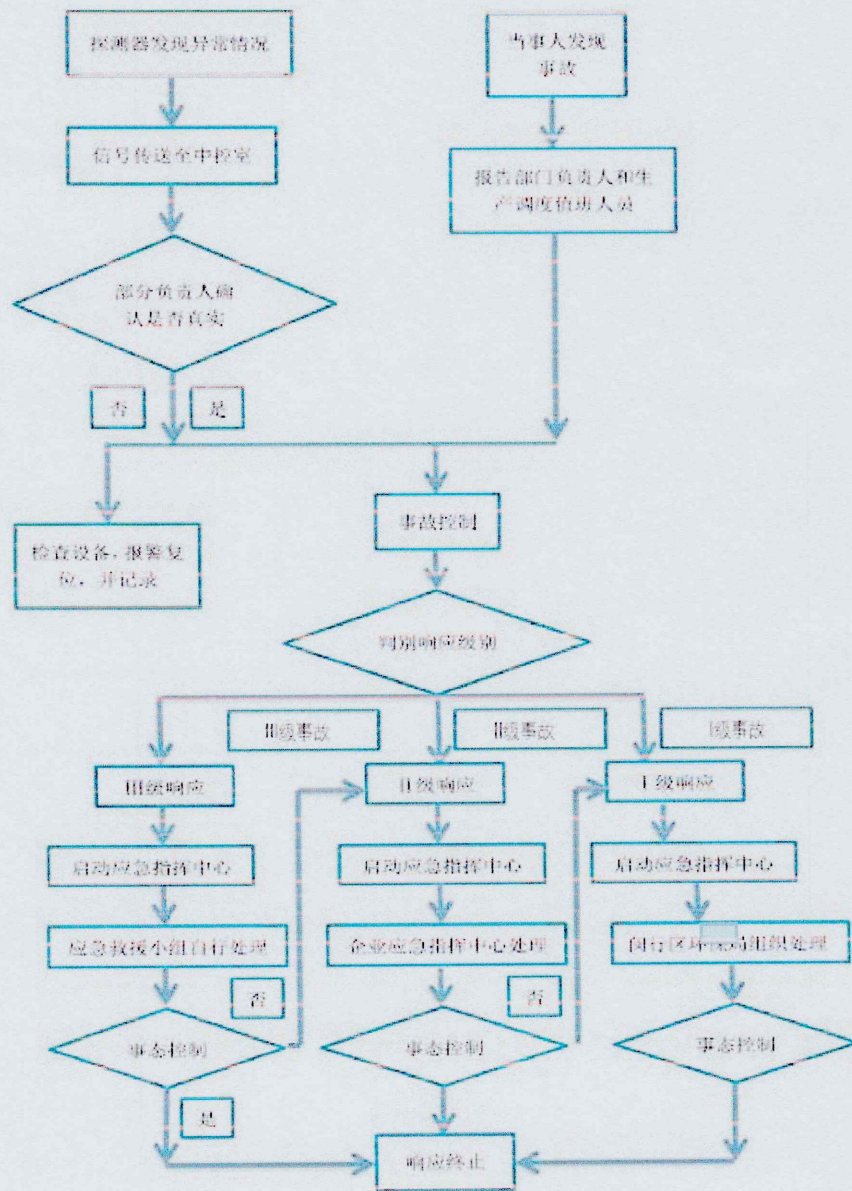 探测器发现异常情况
当事人发现
事故
信号传送至中控室
报告部门负责人和生
产调度值班人员
部分负责人确
认是否真实
否
是
事故控制
检查设备,报警复
位,并记录
判别响应级别
III级事故
II级事故
I级事故
III级响应
II级响应
I级响应
启动应急指挥中心
启动应急指挥中心
启动应急指挥中心
应急救援小组自行处理
企业应急指挥中心处理
闵行区环保局组织处理
否
否
事态控制
事态控制
事态控制
是
响应终止